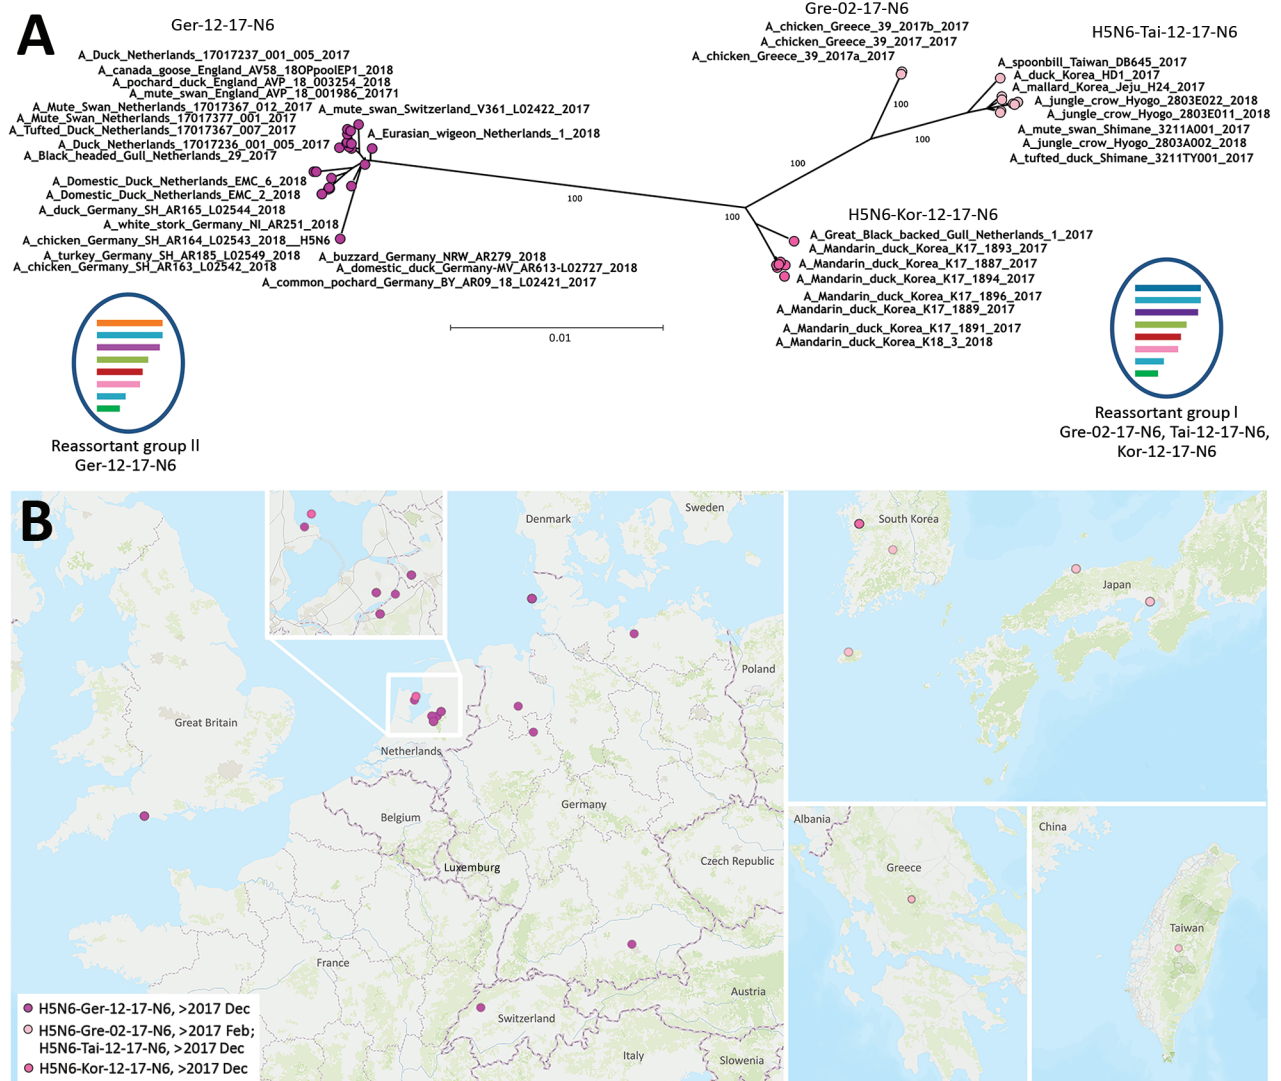 A
Ger-12-17-N6
A_Duck_Netherlands_17017237_001_005_2017
A_canada_goose_England_AV58_18OPpoolEP1_2018
A_pochard_duck_England_AVP_18_003254_2018
A_mute_swan_England_AVP_18_001986_20171
A_Mute_Swan_Netherlands_17017367_012_2017
A_mute_swan_Switzerland_V361_L02422_2017
A_Mute_Swan_Netherlands_17017377_001_2017
A_Tufted_Duck_Netherlands_17017367_007_2017
A_Eurasian_wigeon_Netherlands_1_2018
A_Duck_Netherlands_17017236_001_005_2017
A_Black_headed_Gull_Netherlands_29_2017
A_Domestic_Duck_Netherlands_EMC_6_2018
A_Domestic_Duck_Netherlands_EMC_2_2018
A_duck_Germany_SH_AR165_L02544_2018
A_white_stork_Germany_NI_AR251_2018
A_chicken_Germany_SH_AR164_L02543_2018__H5N6
A_turkey_Germany_SH_AR185_L02549_2018
A_chicken_Germany_SH_AR163_L02542_2018
A_buzzard_Germany_NRW_AR279_2018
A_domestic_duck_Germany-MV_AR613-L02727_2018
A_common_pochard_Germany_BY_AR09_18_L02421_2017
Gre-02-17-N6
A_chicken_Greece_39_2017b_2017
A_chicken_Greece_39_2017_2017
A_chicken_Greece_39_2017a_2017
H5N6-Tai-12-17-N6
A_spoonbill_Taiwan_DB645_2017
A_duck_Korea_HD1_2017
A_mallard_Korea_Jeju_H24_2017
A_jungle_crow_Hyogo_2803E022_2018
A_jungle_crow_Hyogo_2803E011_2018
A_mute_swan_Shimane_3211A001_2017
A_jungle_crow_Hyogo_2803A002_2018
A_tufted_duck_Shimane_3211TY001_2017
100
100
100
100
100
H5N6-Kor-12-17-N6
A_Great_Black_backed_Gull_Netherlands_1_2017
A_Mandarin_duck_Korea_K17_1893_2017
A_Mandarin_duck_Korea_K17_1887_2017
A_Mandarin_duck_Korea_K17_1894_2017
A_Mandarin_duck_Korea_K17_1896_2017
A_Mandarin_duck_Korea_K17_1889_2017
A_Mandarin_duck_Korea_K17_1891_2017
A_Mandarin_duck_Korea_K18_3_2018
0.01
Reassortant group II
Ger-12-17-N6
Reassortant group I
Gre-02-17-N6, Tai-12-17-N6,
Kor-12-17-N6
B
Denmark
Sweden
Poland
Great Britain
Netherlands
Belgium
Germany
Luxemburg
Czech Republic
France
Austria
Switzerland
Italy
Slowenia
South Korea
Japan
Albania
Greece
China
Taiwan
H5N6-Ger-12-17-N6, >2017 Dec
H5N6-Gre-02-17-N6, >2017 Feb;
H5N6-Tai-12-17-N6, >2017 Dec
H5N6-Kor-12-17-N6, >2017 Dec